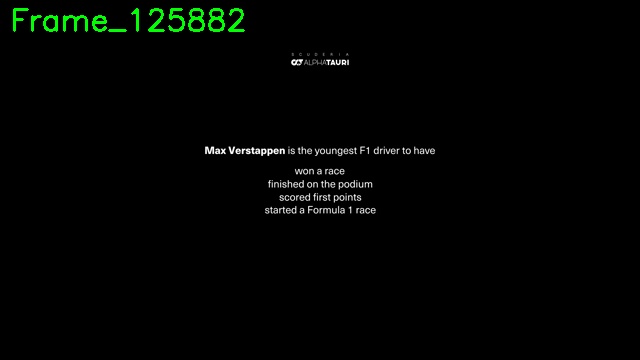 Frame_125882
SCUDERIA
ALPHATAURI
Max Verstappen is the youngest F1 driver to have
won a race
finished on the podium
scored first points
started a Formula 1 race